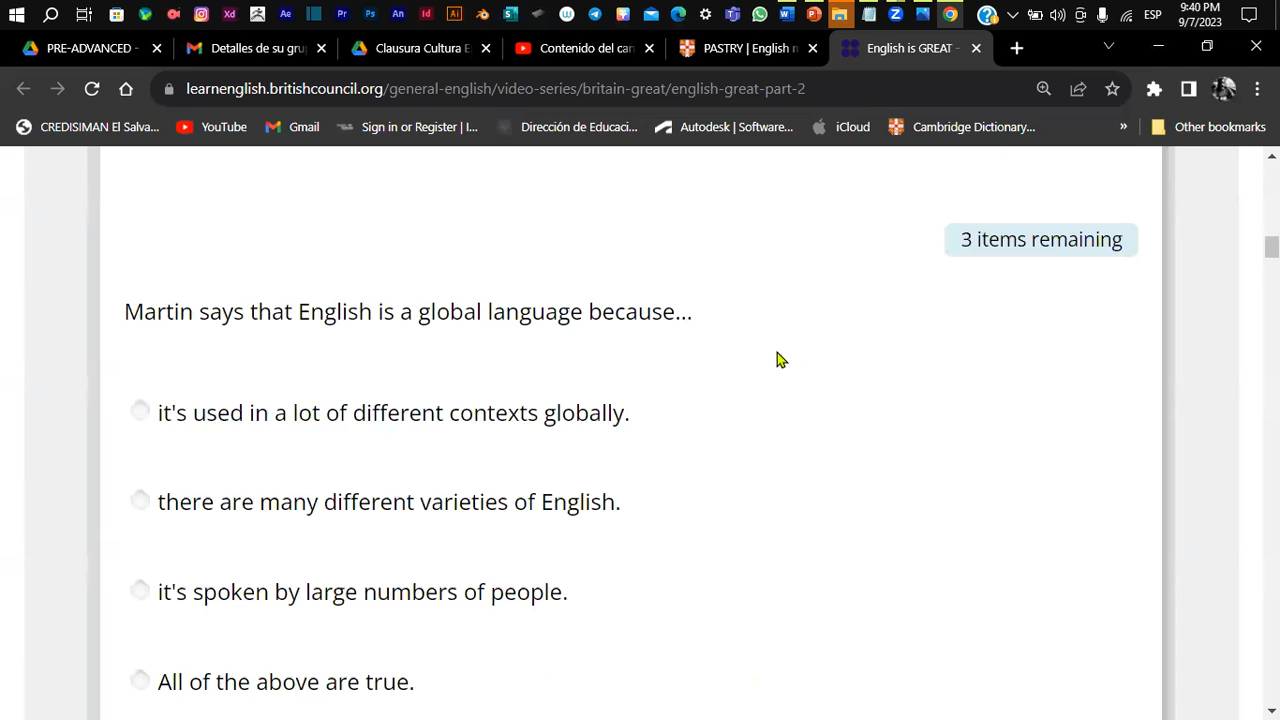 ESP
9:40 PM
9/7/2023
PRE-ADVANCED -
Detalles de su gru
Clausura Cultura E
Contenido del car
PASTRY | English r
English is GREAT -
learnenglish.britishcouncil.org/general-english/video-series/britain-great/english-great-part-2
CREDISIMAN El Salva...
YouTube
Gmail
Sign in or Register | I...
Dirección de Educaci...
Autodesk | Software...
iCloud
Cambridge Dictionary...
»
Other bookmarks
3 items remaining
Martin says that English is a global language because...
it's used in a lot of different contexts globally.
there are many different varieties of English.
it's spoken by large numbers of people.
All of the above are true.